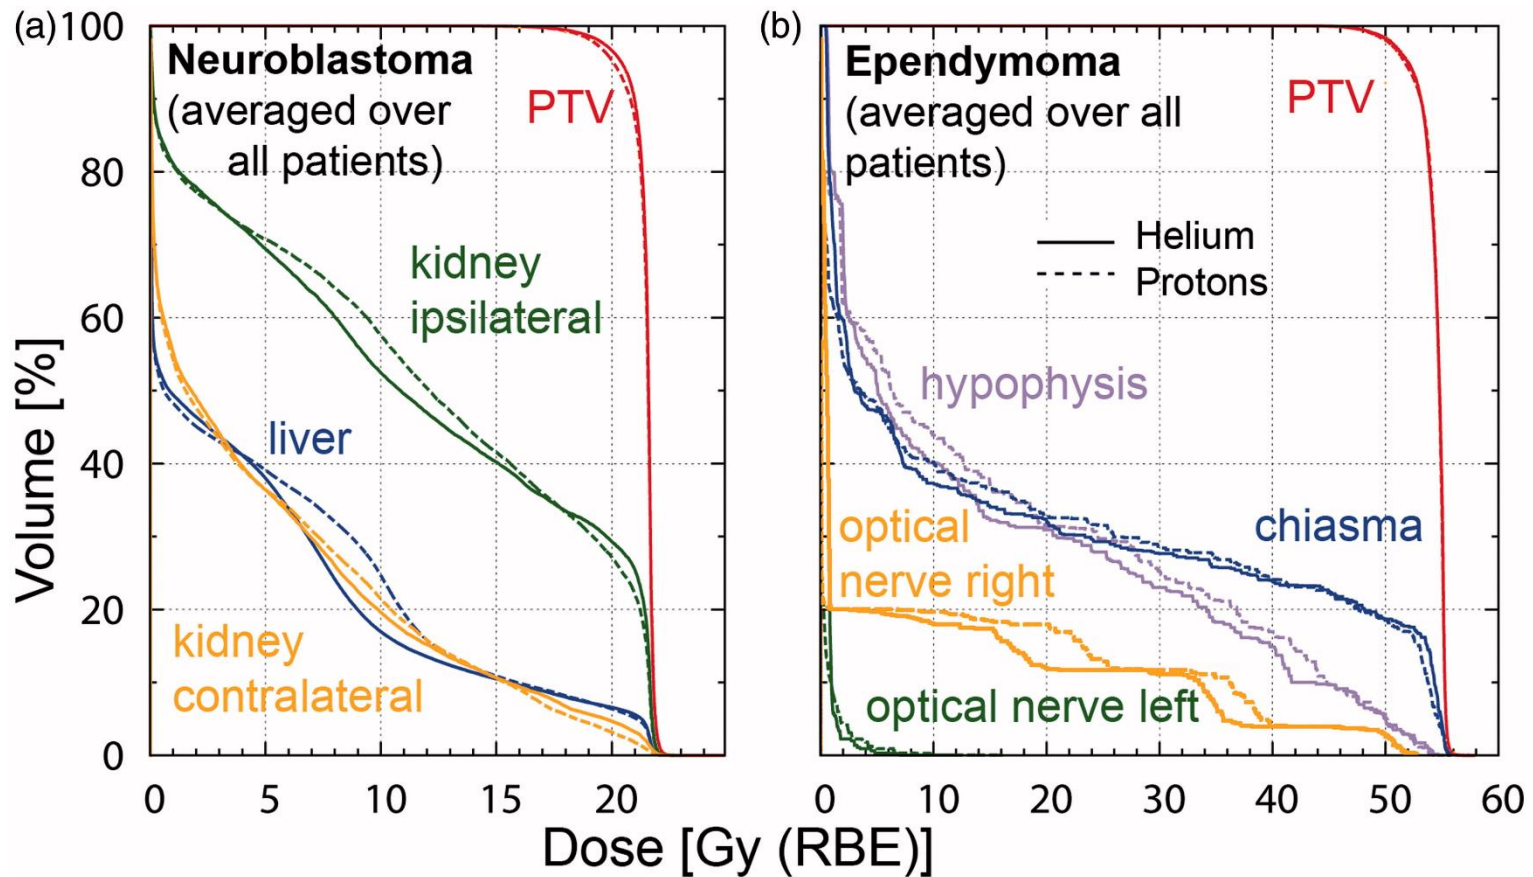 (a)
100
80
60
40
20
0
Volume [%]
Neuroblastoma
(averaged over
all patients)
PTV
kidney
ipsilateral
liver
kidney
contralateral
0 5 10 15 20
(b)
Ependymoma
(averaged over all
patients)
PTV
Helium
Protons
hypophysis
optical
nerve right
chiasma
optical nerve left
0 10 20 30 40 50 60
Dose [Gy (RBE)]